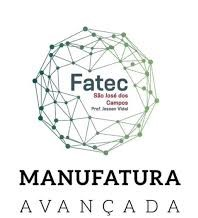 Fatec
São José dos
Campos
Prof. Jessen Vidal
MANUFATURA
AVANÇADA